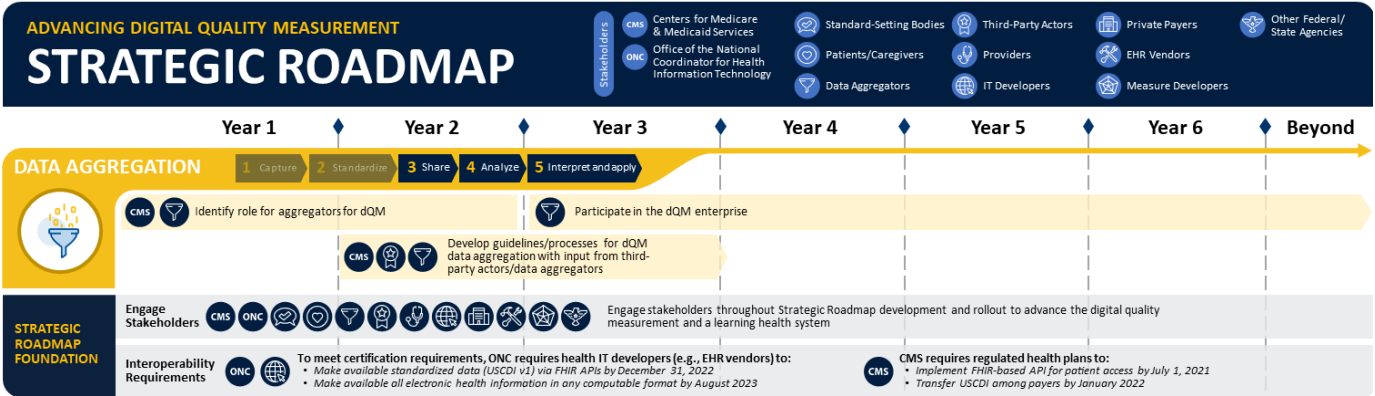 ADVANCING DIGITAL QUALITY MEASUREMENT
STRATEGIC ROADMAP
Stakeholders
CMS Centers for Medicare
& Medicaid Services
ONC Office of the National
Coordinator for Health
Information Technology
Standard-Setting Bodies
Patients/Caregivers
Data Aggregators
Third-Party Actors
Providers
IT Developers
Private Payers
EHR Vendors
Measure Developers
Other Federal/
State Agencies
Year 1 Year 2 Year 3 Year 4 Year 5 Year 6 Beyond
DATA AGGREGATION
1 Capture 2 Standardize 3 Share 4 Analyze 5 Interpret and apply
CMS Identify role for aggregators for dQM
Participate in the dQM enterprise
CMS
Develop guidelines/processes for dQM
data aggregation with input from third-
party actors/data aggregators
STRATEGIC
ROADMAP
FOUNDATION
Engage
Stakeholders
CMS ONC
Engage stakeholders throughout Strategic Roadmap development and rollout to advance the digital quality
measurement and a learning health system
Interoperability
Requirements
ONC
To meet certification requirements, ONC requires health IT developers (e.g., EHR vendors) to:
• Make available standardized data (USCDI v1) via FHIR APIs by December 31, 2022
• Make available all electronic health information in any computable format by August 2023
CMS
CMS requires regulated health plans to:
• Implement FHIR-based API for patient access by July 1, 2021
• Transfer USCDI among payers by January 2022